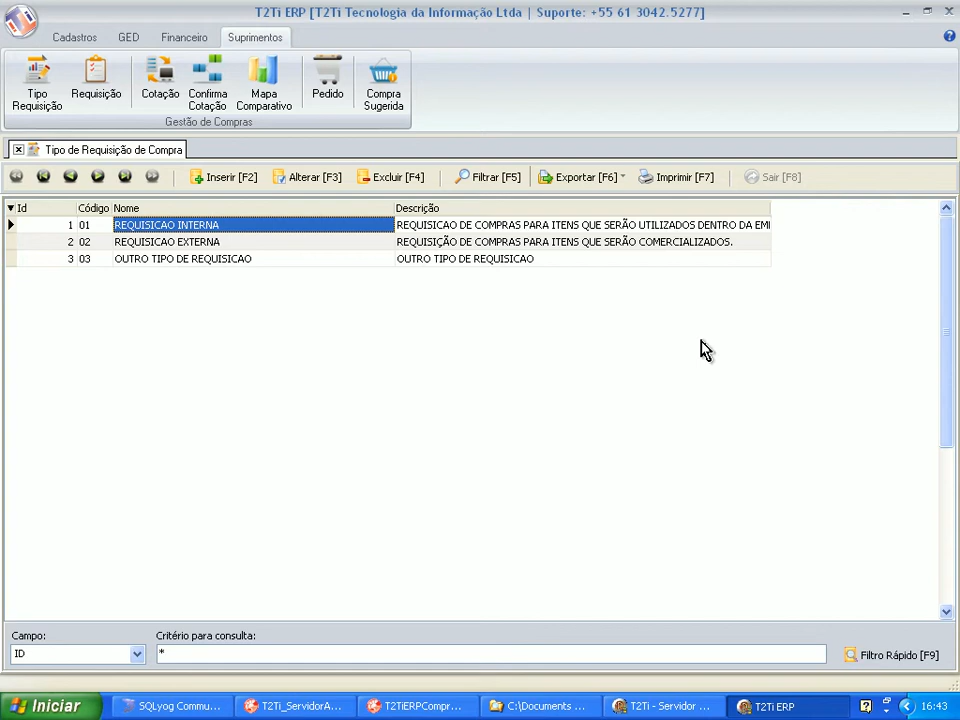 T2Ti ERP [T2Ti Tecnologia da Informação Ltda | Suporte: +55 61 3042.5277]
Cadastros GED Financeiro Suprimentos
Tipo Requisição Requisição Cotação Confirma Cotação Mapa Comparativo Pedido Compra Sugerida
Gestão de Compras
Tipo de Requisição de Compra
Inserir [F2] Alterar [F3] Excluir [F4] Filtrar [F5] Exportar [F6] Imprimir [F7] Sair [F8]
Id Código Nome Descrição
1 01 REQUISICAO INTERNA REQUISICAO DE COMPRAS PARA ITENS QUE SERÃO UTILIZADOS DENTRO DA EM
2 02 REQUISICAO EXTERNA REQUISIÇÃO DE COMPRAS PARA ITENS QUE SERÃO COMERCIALIZADOS.
3 03 OUTRO TIPO DE REQUISICAO OUTRO TIPO DE REQUISICAO
Campo: Critério para consulta:
ID * Filtro Rápido [F9]
Iniciar SQLyog Commu... T2Ti_ServidorA... T2TiERPCompr... C:\Documents ... T2Ti - Servidor ... T2Ti ERP 16:43